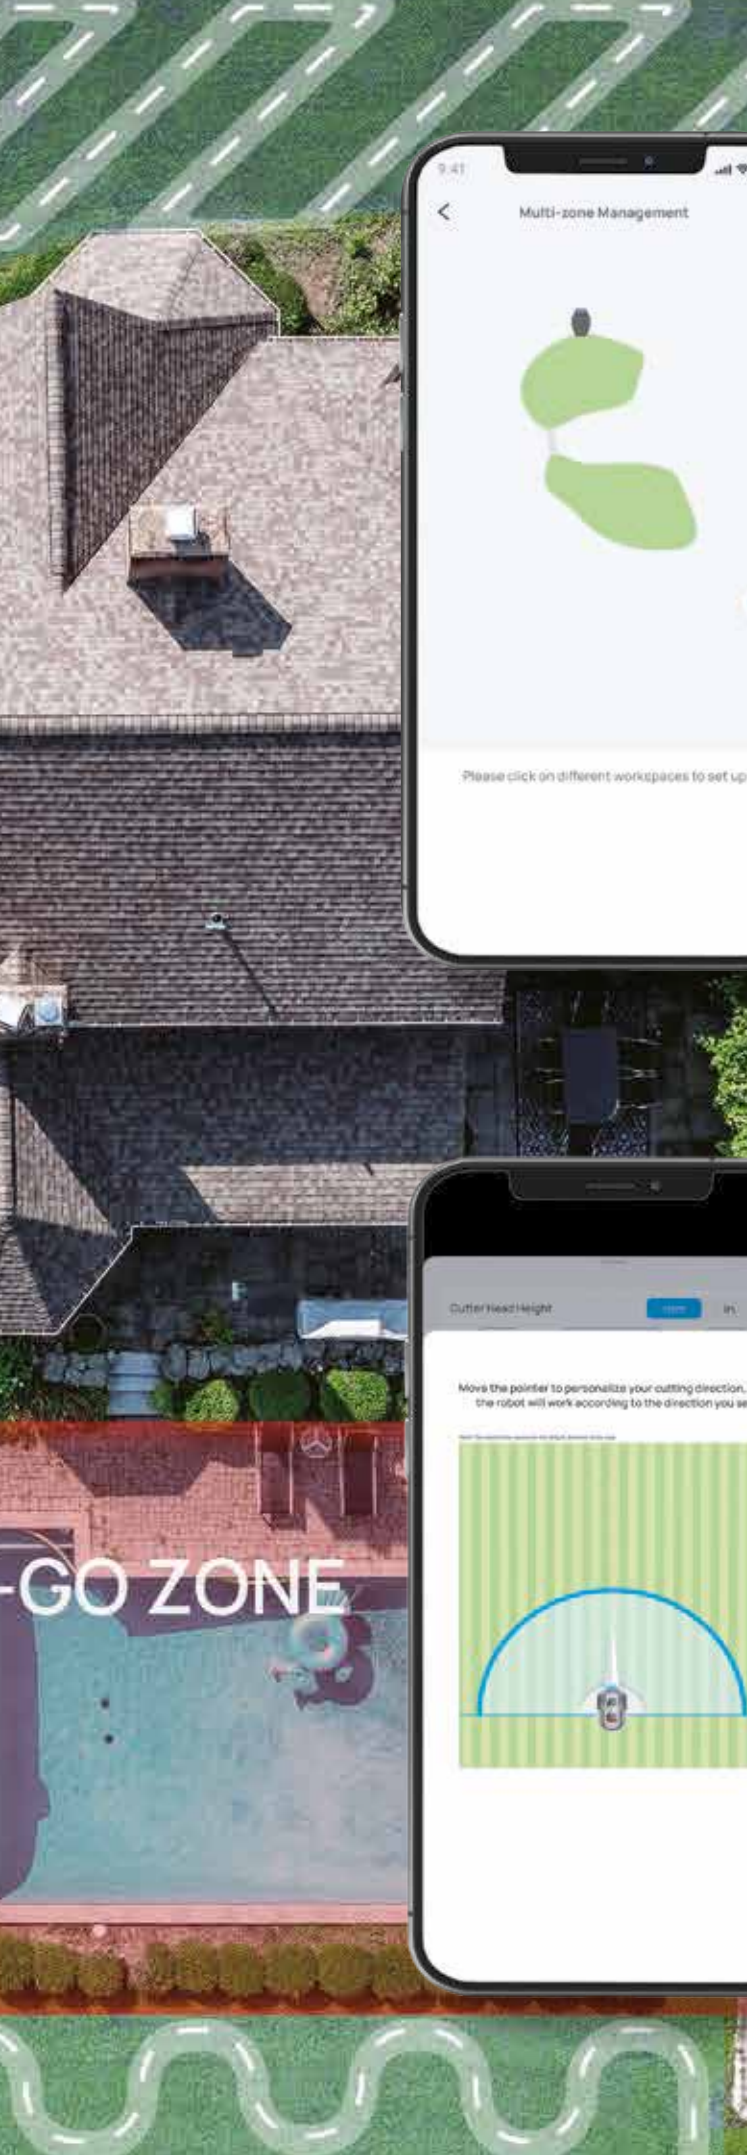 9:41
Multi-zone Management
Please click on different workspaces to set up
Cutter Head Height
in.
Move the pointer to personalize your cutting direction,
the robot will work according to the direction you se
-GO ZONE